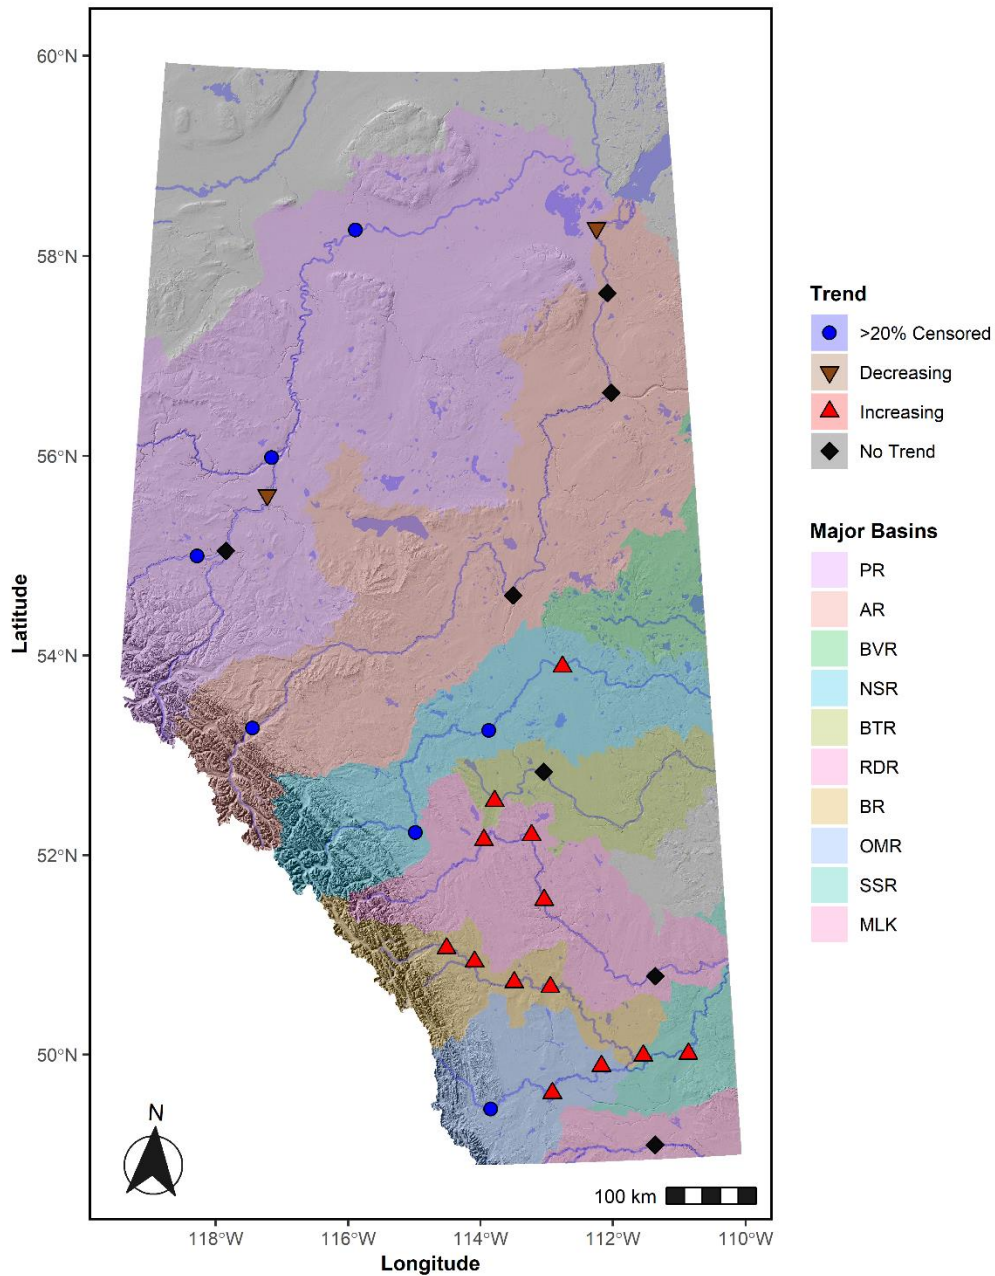 60°N
58°N
56°N
54°N
52°N
50°N
Latitude
N
100 km
118°W
116°W
114°W
112°W
110°W
Longitude
Trend
>20% Censored
Decreasing
Increasing
No Trend
Major Basins
PR
AR
BVR
NSR
BTR
RDR
BR
OMR
SSR
MLK